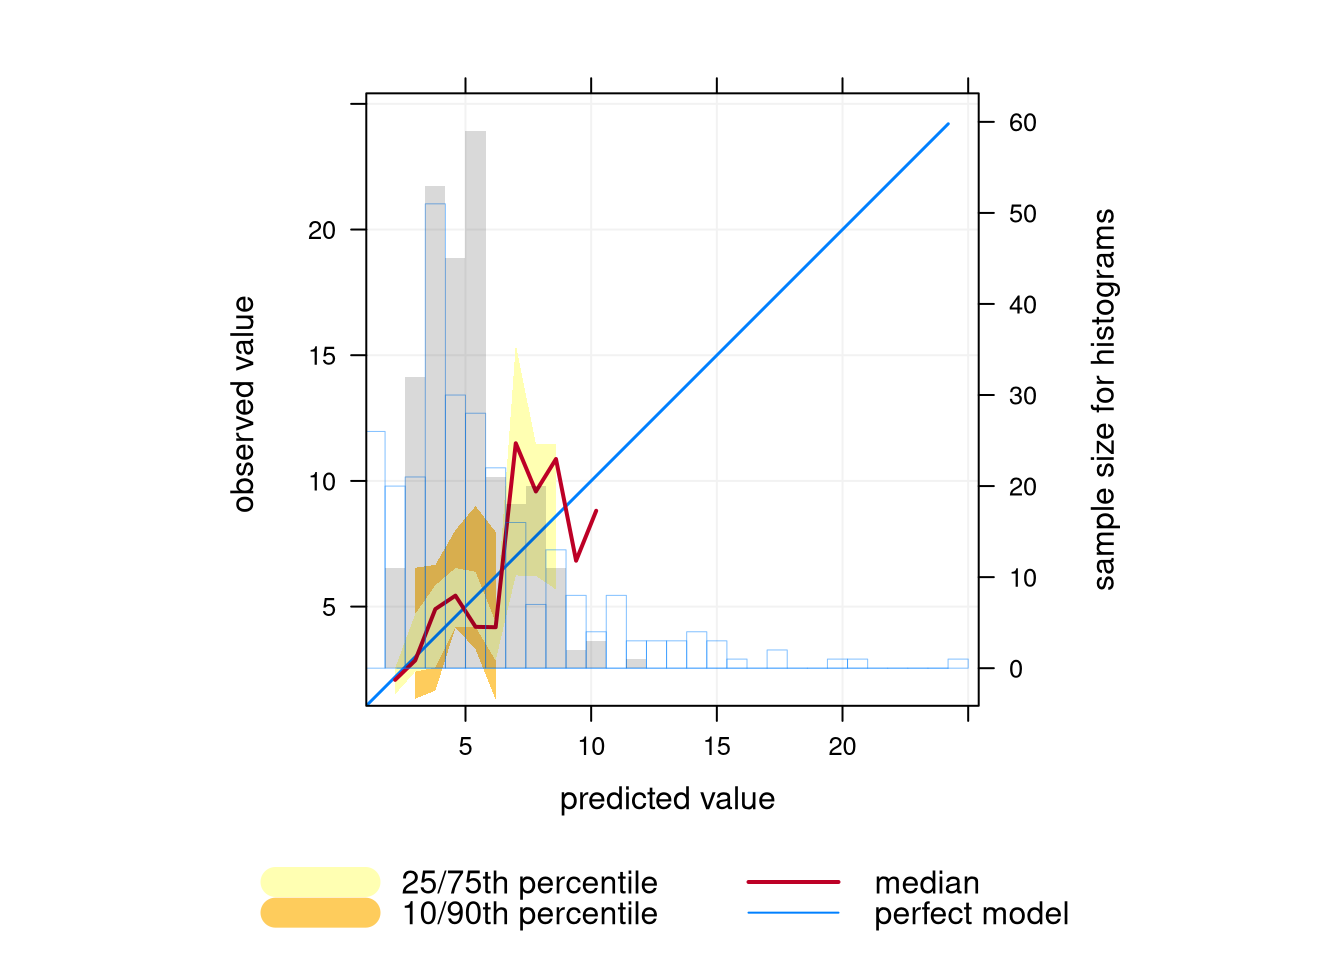 observed value
20
15
10
5
5
10
15
20
predicted value
60
50
40
30
20
10
0
sample size for histograms
25/75th percentile
10/90th percentile
median
perfect model